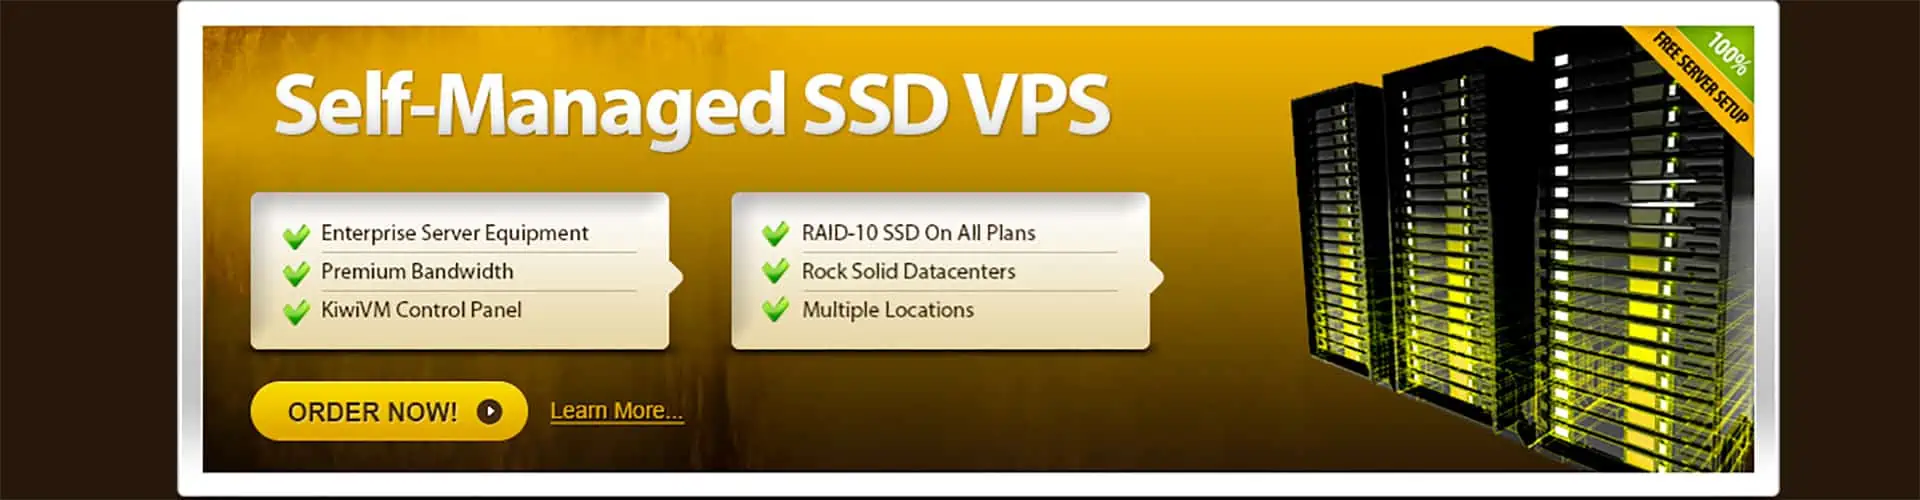 Self-Managed SSD VPS
100%
FREE SERVER SETUP
Enterprise Server Equipment
Premium Bandwidth
KiwiVM Control Panel
RAID-10 SSD On All Plans
Rock Solid Datacenters
Multiple Locations
ORDER NOW!
Learn More...